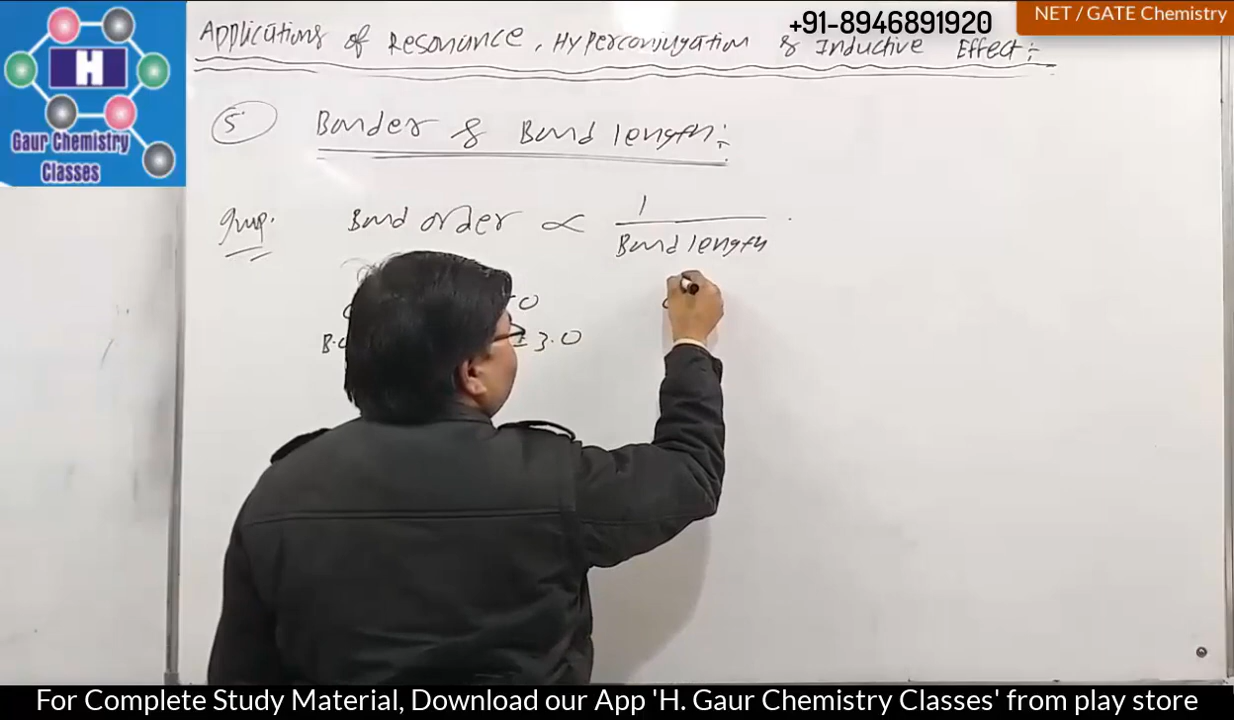 +91-8946891920
NET / GATE Chemistry
Applications of Resonance, Hyperconjugation & Inductive Effect :-
H
Gaur Chemistry
Classes
5 Border & Bond length :-
Imp. Bond order ∝ 1
Bond length
3.0
For Complete Study Material, Download our App 'H. Gaur Chemistry Classes' from play store